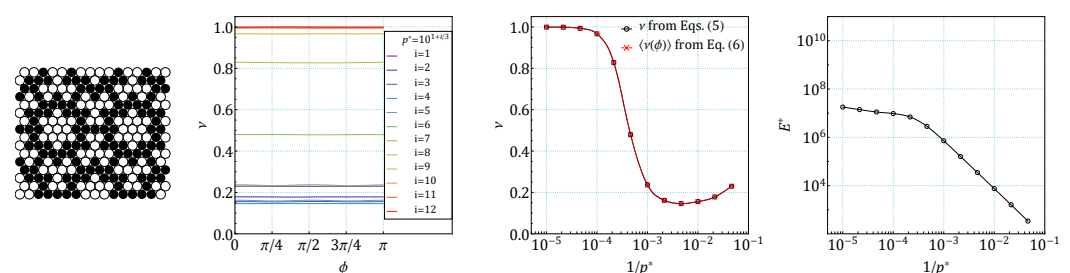 1.0
0.8
0.6
0.4
0.2
0.0
ν
0
π/4
π/2
3π/4
π
ϕ
p*=10^{1+i/3}
i=1
i=2
i=3
i=4
i=5
i=6
i=7
i=8
i=9
i=10
i=11
i=12
1.0
0.8
0.6
0.4
0.2
0.0
ν
ν from Eqs. (5)
⟨ν(ϕ)⟩ from Eq. (6)
10^{-5}
10^{-4}
10^{-3}
10^{-2}
10^{-1}
1/p*
10^{10}
10^{8}
10^{6}
10^{4}
E*
10^{-5}
10^{-4}
10^{-3}
10^{-2}
10^{-1}
1/p*